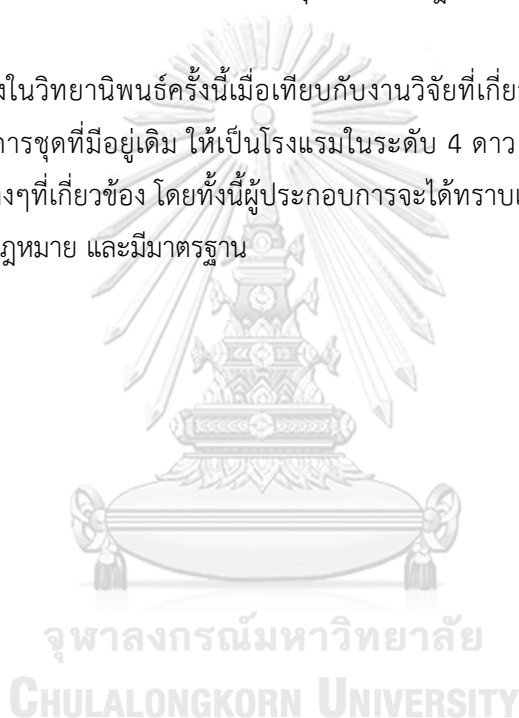 งในวิทยานิพนธ์ครั้งนี้เมื่อเทียบกับงานวิจัยที่เกี่ย
การชุดที่มีอยู่เดิม ให้เป็นโรงแรมในระดับ 4 ดาว
างๆที่เกี่ยวข้อง โดยทั้งนี้ผู้ประกอบการจะได้ทราบแ
ฎหมาย และมีมาตรฐาน
จุฬาลงกรณ์มหาวิทยาลัย
CHULALONGKORN UNIVERSITY